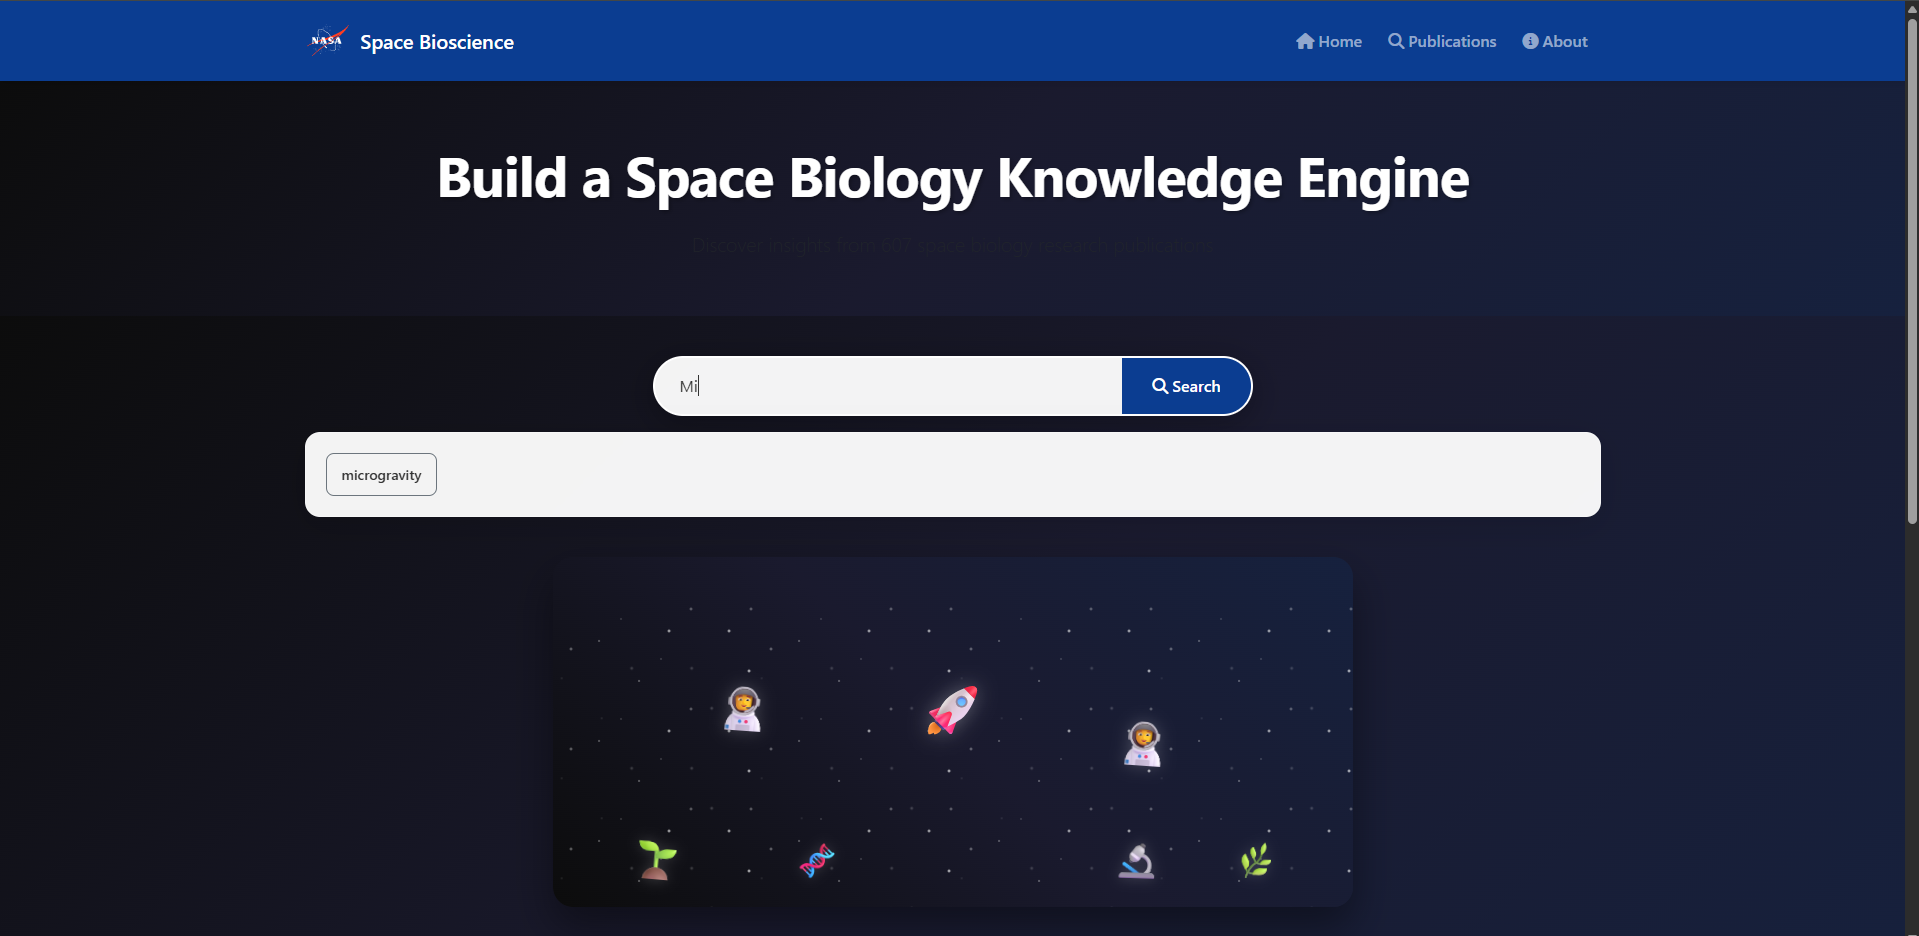 NASA Space Bioscience Home Publications About
Build a Space Biology Knowledge Engine
Discover insights from 607 space biology research publications
Mi Search
microgravity